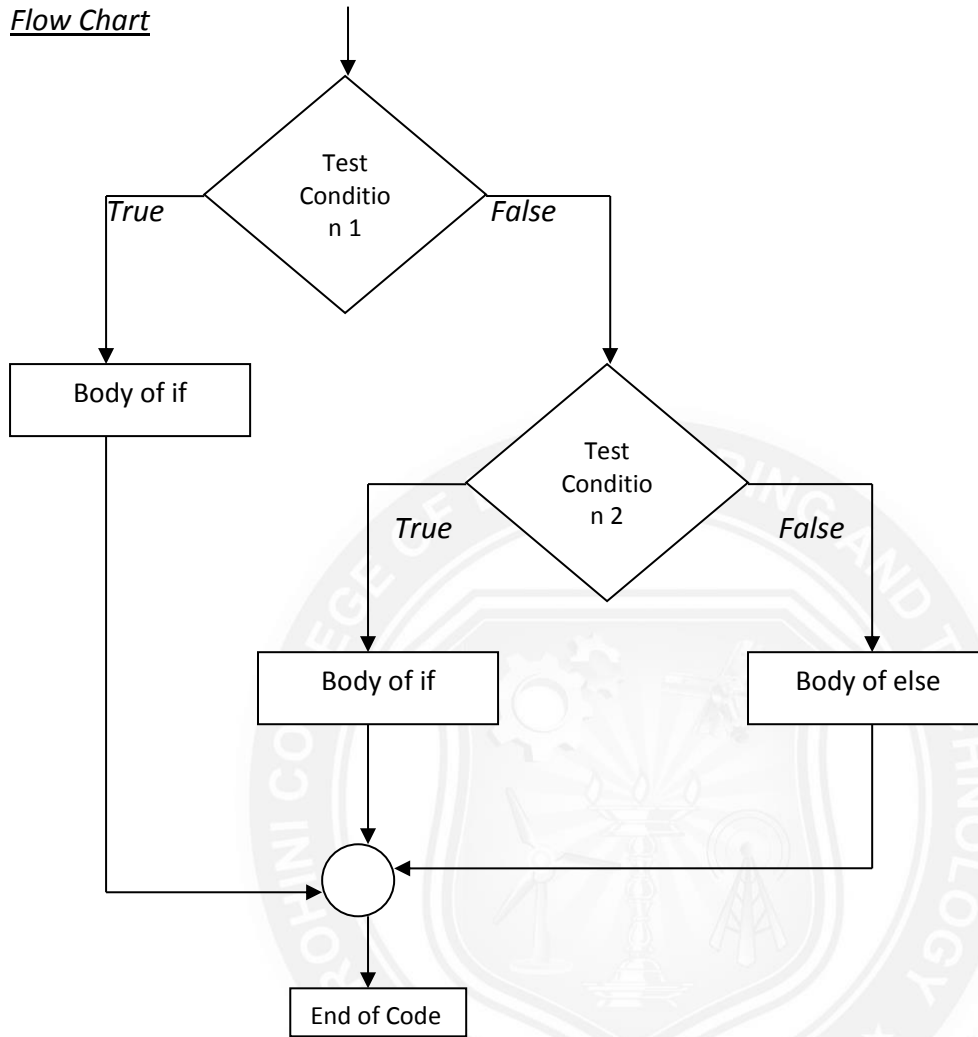 Flow Chart
Test
Conditio
n 1
True
False
Body of if
Test
Conditio
n 2
True
False
Body of if
Body of else
End of Code